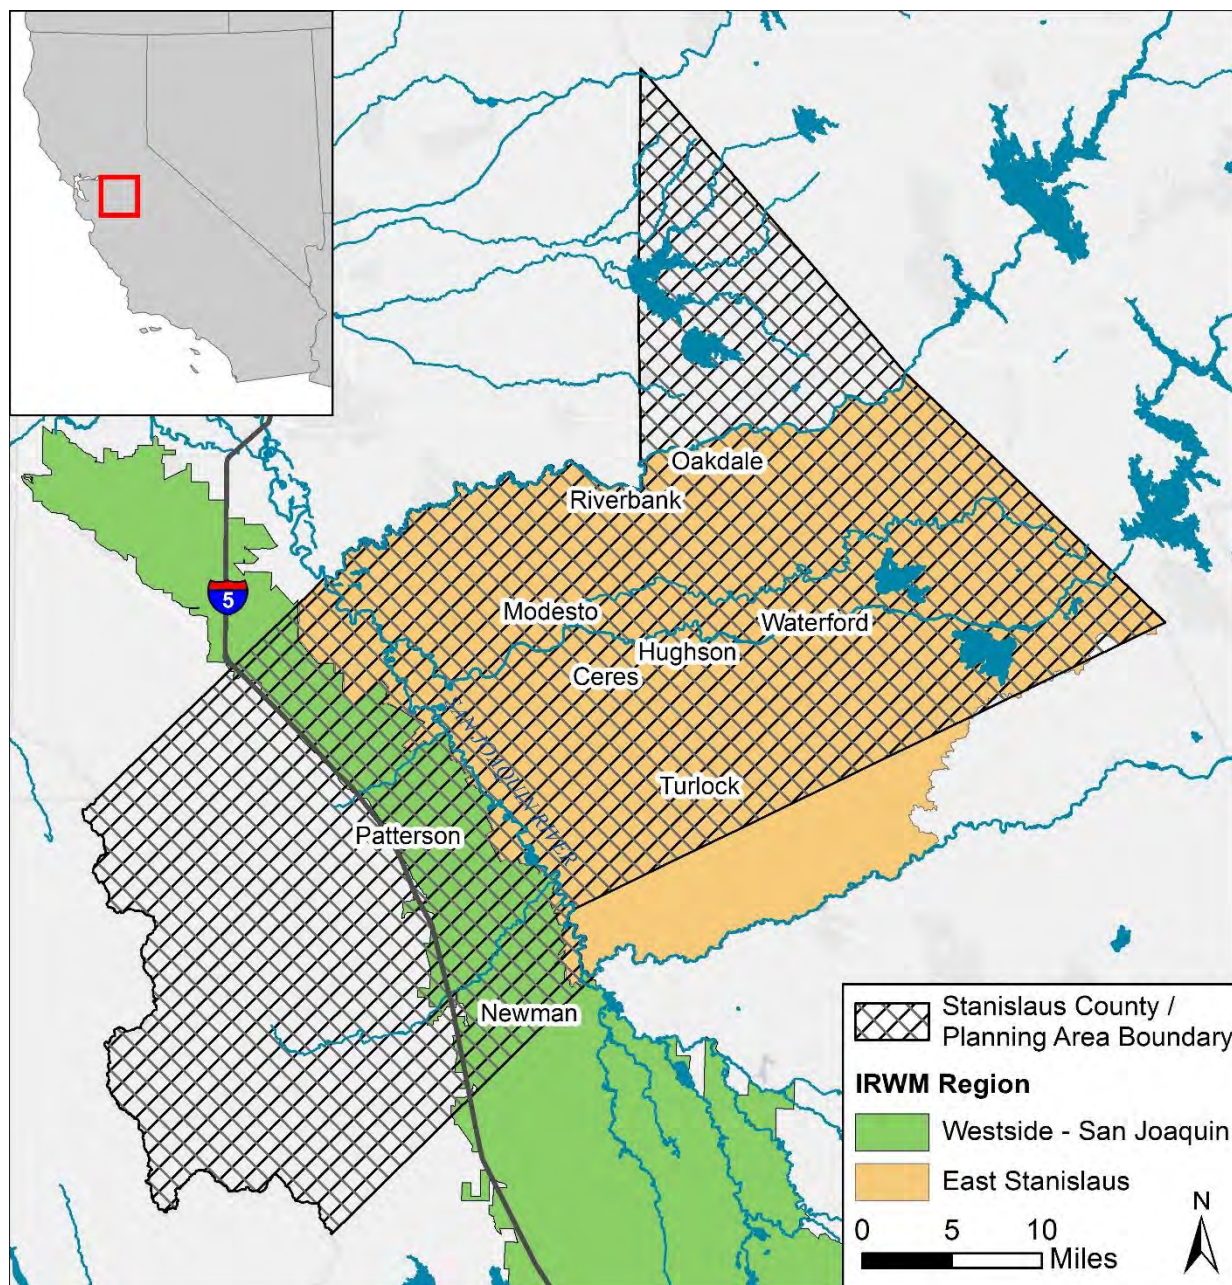 Oakdale
Riverbank
5
Modesto
Waterford
Hughson
Ceres
SAN JOAQUIN RIVER
Turlock
Patterson
Newman
Stanislaus County /
Planning Area Boundary
IRWM Region
Westside - San Joaquin
East Stanislaus
N
0 5 10
Miles